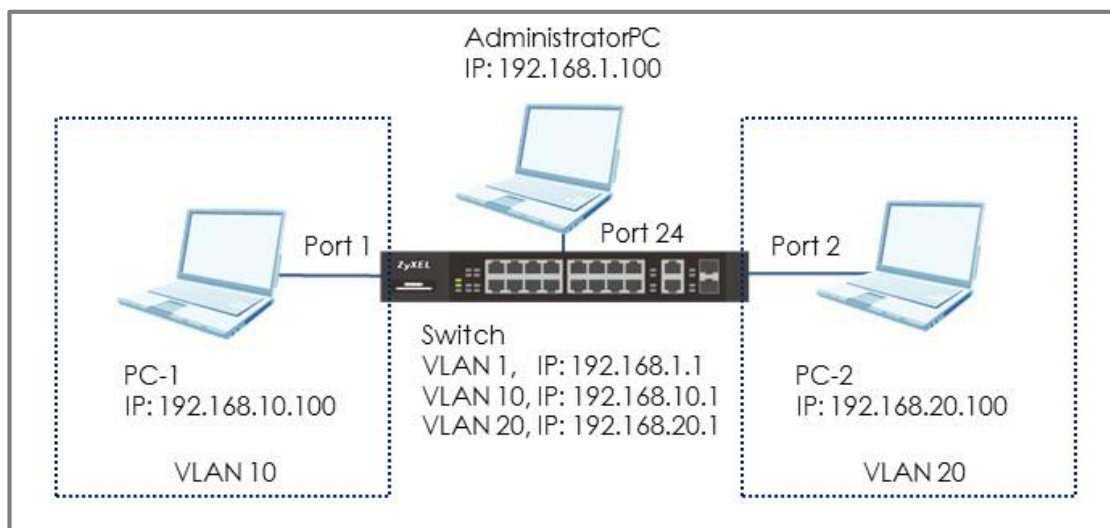 AdministratorPC
IP: 192.168.1.100
Port 1
Port 24
Port 2
ZyXEL
PC-1
IP: 192.168.10.100
VLAN 10
Switch
VLAN 1, IP: 192.168.1.1
VLAN 10, IP: 192.168.10.1
VLAN 20, IP: 192.168.20.1
PC-2
IP: 192.168.20.100
VLAN 20